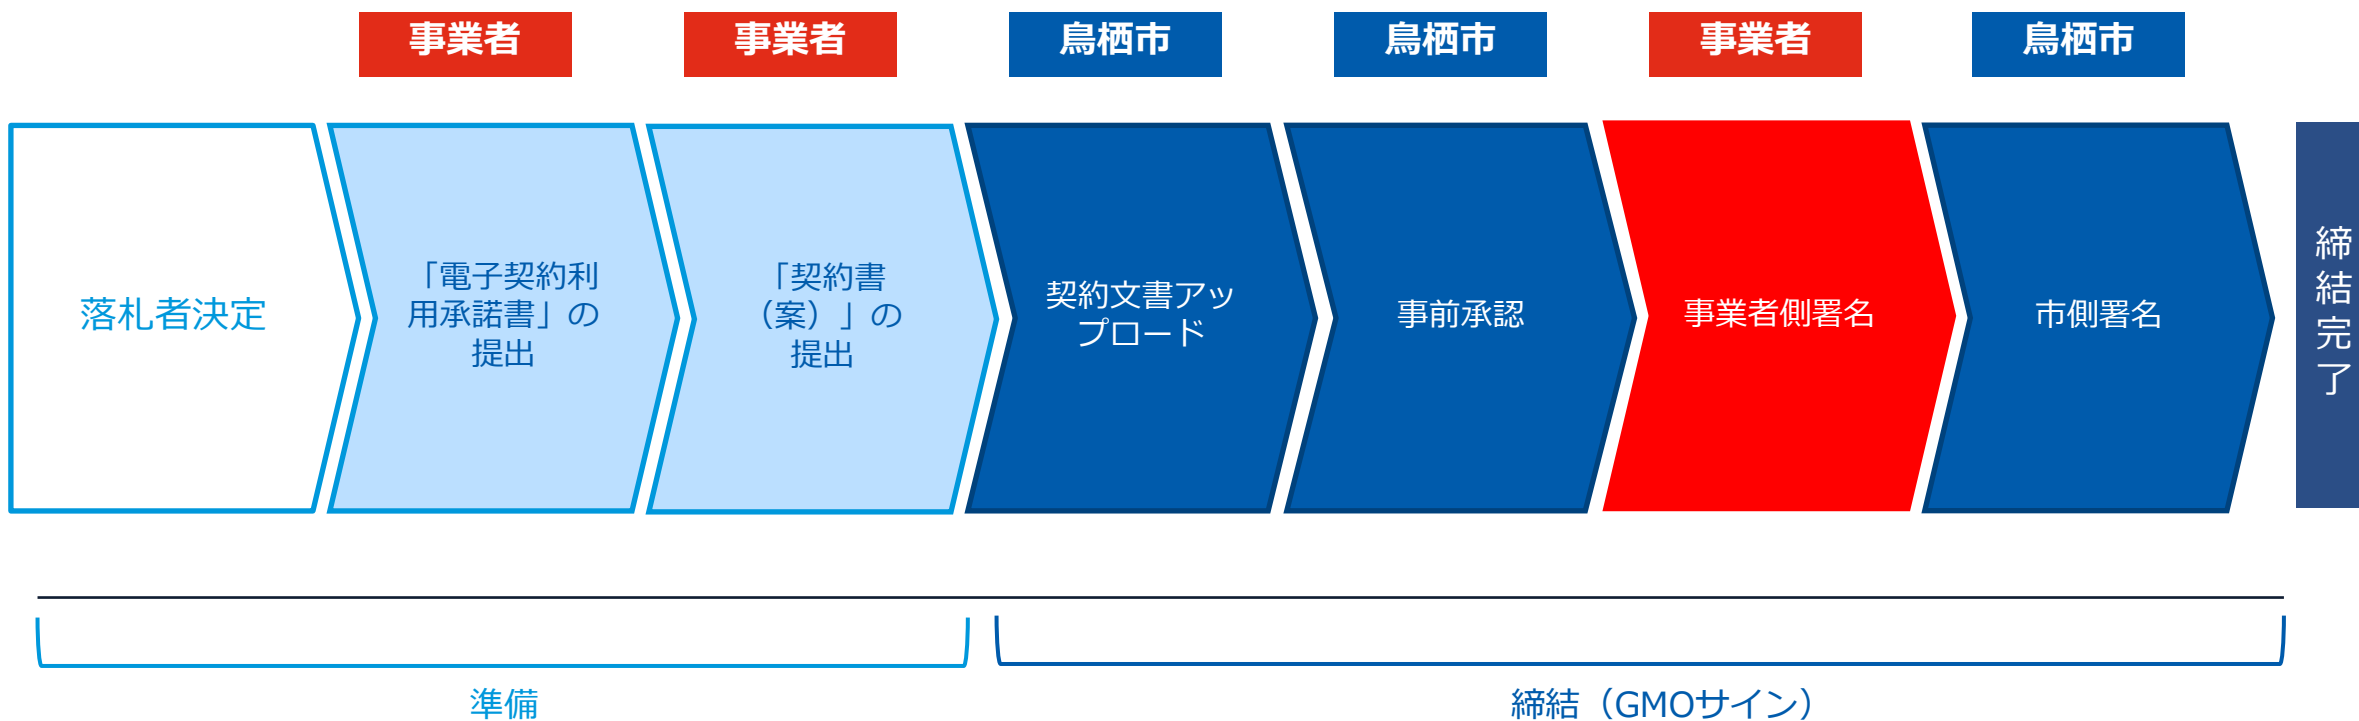 事業者
事業者
鳥栖市
鳥栖市
事業者
鳥栖市
落札者決定
「電子契約利
用承諾書」の
提出
「契約書
（案）」の
提出
契約文書アッ
プロード
事前承認
事業者側署名
市側署名
締結完了
準備
締結（GMOサイン）